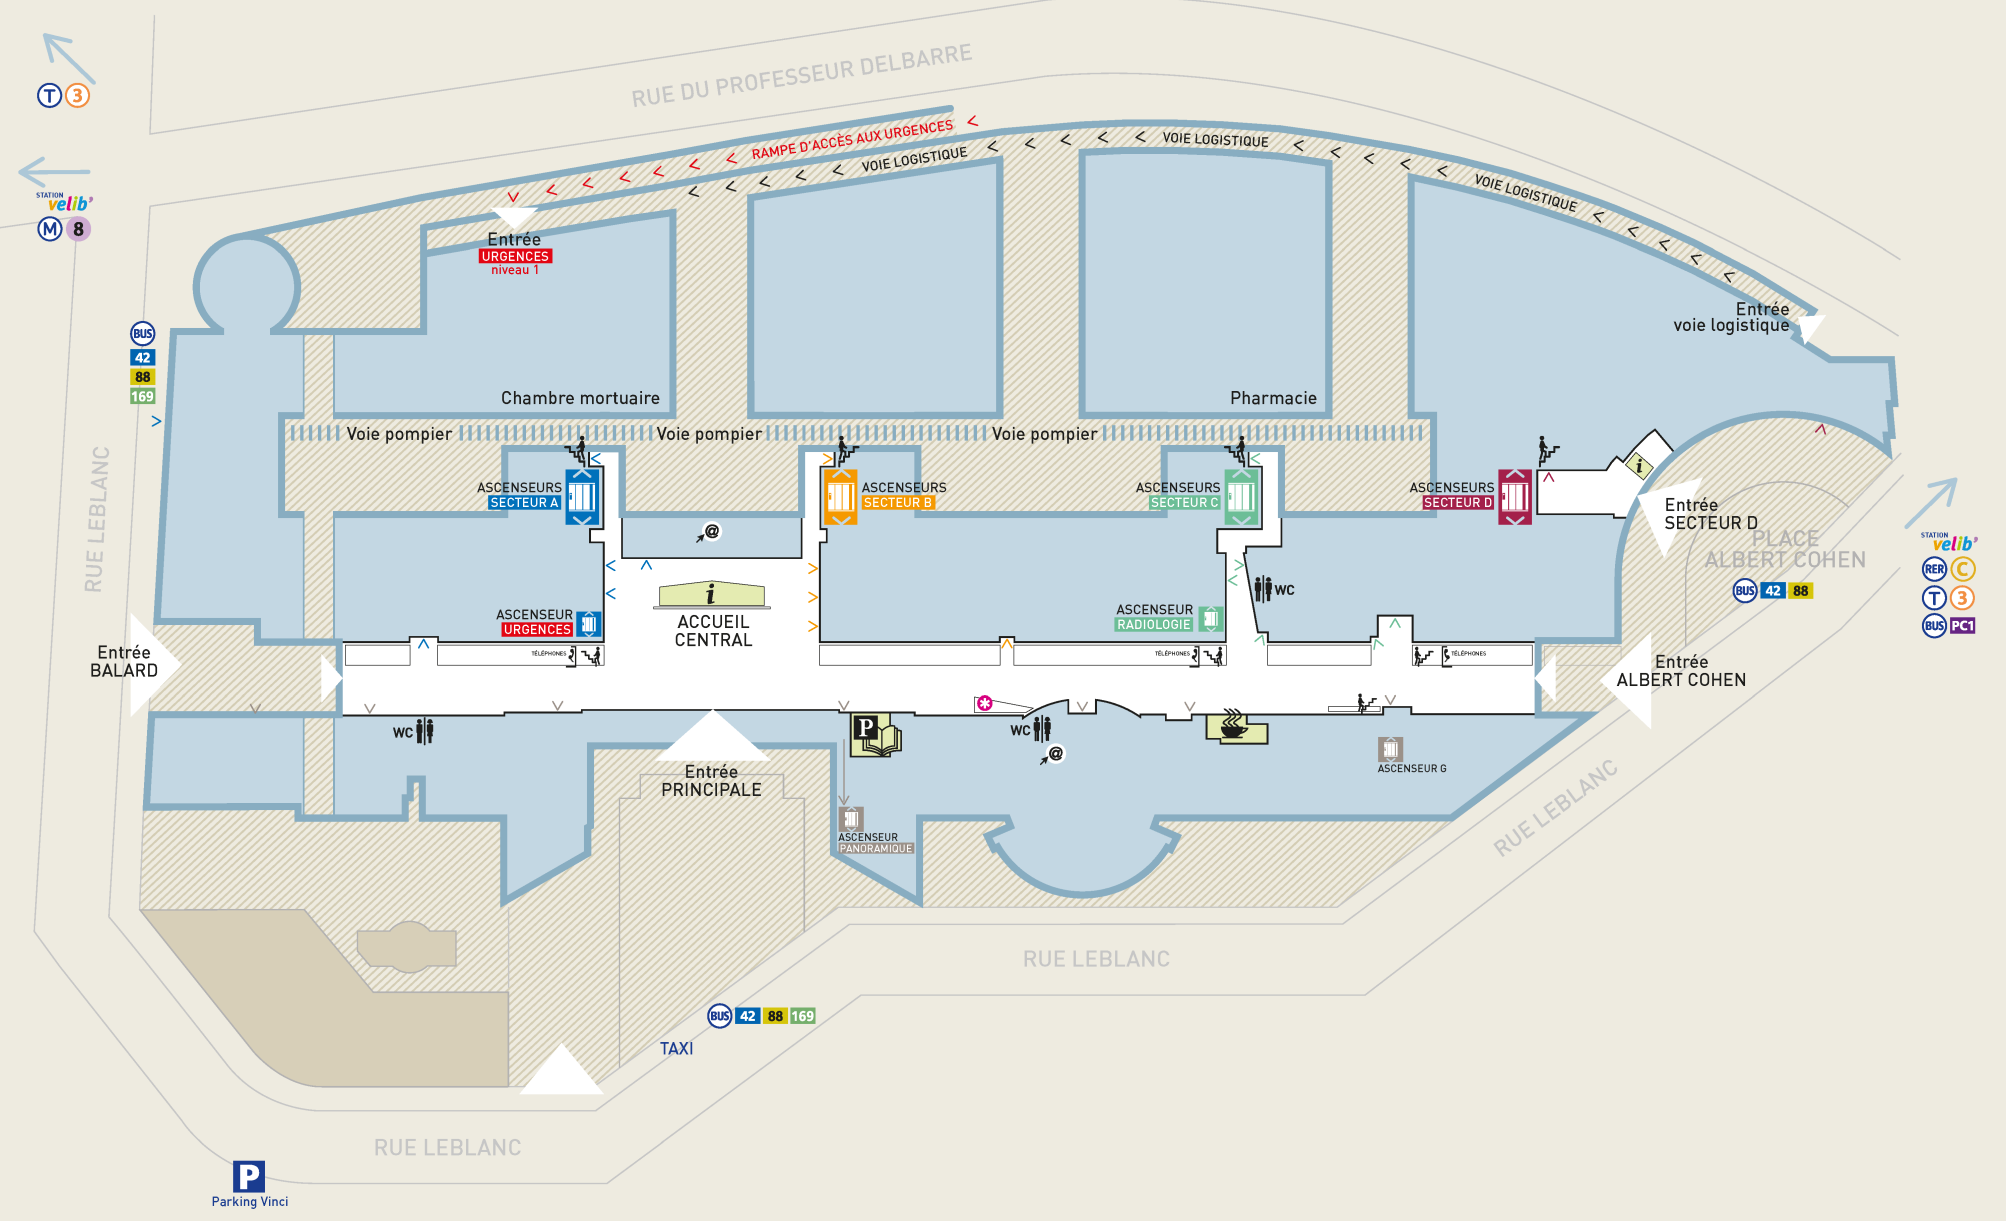 RUE DU PROFESSEUR DELBARRE
T 3
STATION
velib'
M 8
RAMPE D'ACCÈS AUX URGENCES
VOIE LOGISTIQUE
VOIE LOGISTIQUE
VOIE LOGISTIQUE
Entrée
URGENCES
niveau 1
Entrée
voie logistique
BUS
42
88
169
Chambre mortuaire
Pharmacie
Voie pompier
Voie pompier
Voie pompier
RUE LEBLANC
ASCENSEURS
SECTEUR A
ASCENSEURS
SECTEUR B
ASCENSEURS
SECTEUR C
ASCENSEURS
SECTEUR D
i
Entrée
SECTEUR D
PLACE
ALBERT COHEN
BUS 42 88
STATION
velib'
RER C
T 3
BUS PC1
@
i
ACCUEIL
CENTRAL
ASCENSEUR
URGENCES
ASCENSEUR
RADIOLOGIE
WC
Entrée
BALARD
TÉLÉPHONES
TÉLÉPHONES
TÉLÉPHONES
Entrée
ALBERT COHEN
WC
P
WC
@
ASCENSEUR G
Entrée
PRINCIPALE
ASCENSEUR
PANORAMIQUE
RUE LEBLANC
RUE LEBLANC
BUS 42 88 169
TAXI
RUE LEBLANC
P
Parking Vinci